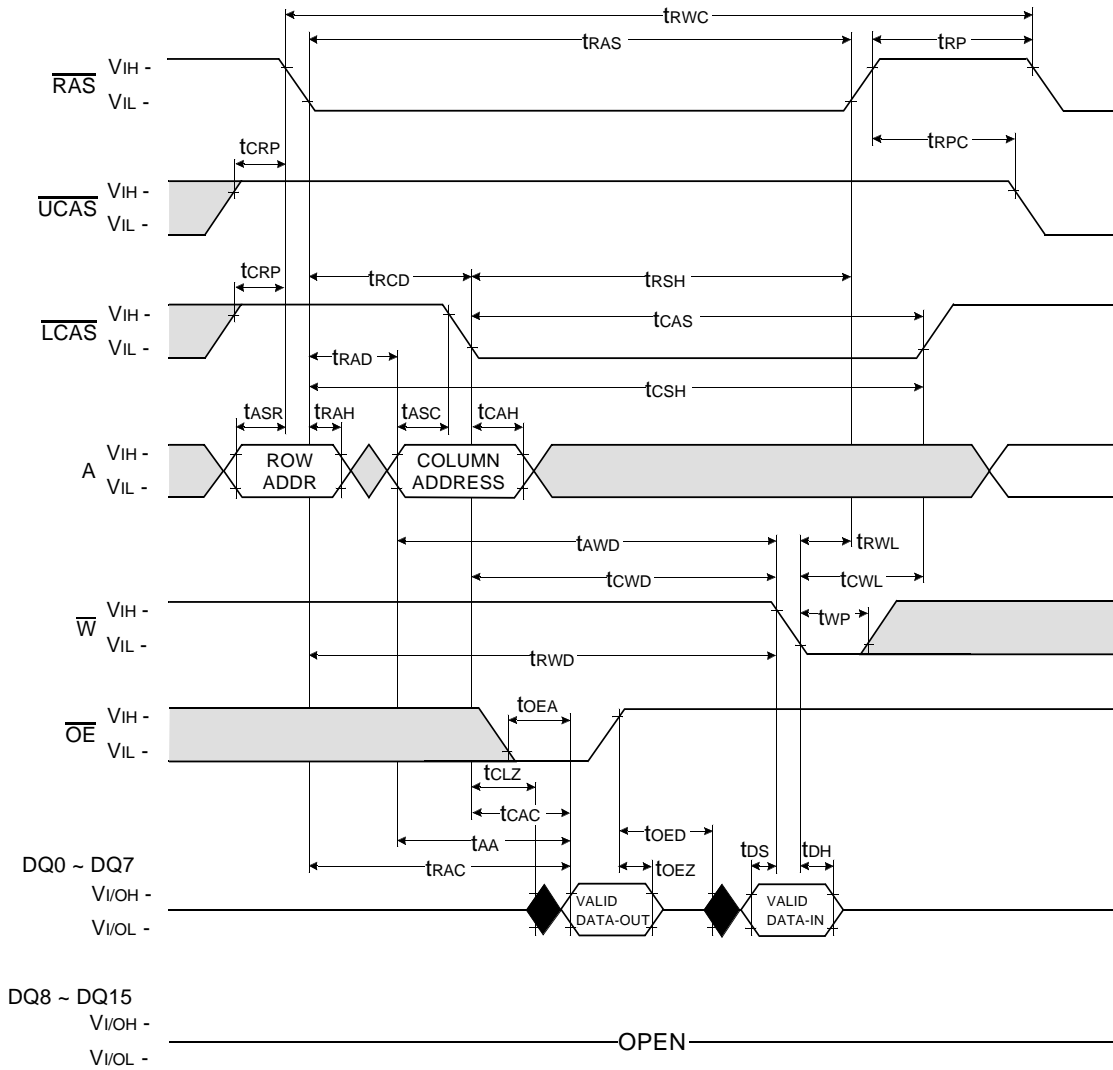 tRWC
tRAS
tRP
RAS
VIH -
VIL -
tCRP
tRPC
UCAS
VIH -
VIL -
tCRP
tRCD
tRSH
LCAS
VIH -
VIL -
tCAS
tRAD
tCSH
tASR
tRAH
tASC
tCAH
A
VIH -
VIL -
ROW
ADDR
COLUMN
ADDRESS
tAWD
tRWL
tCWD
tCWL
W
VIH -
VIL -
tWP
tRWD
OE
VIH -
VIL -
tOEA
tCLZ
tCAC
tOED
tAA
tDS
tDH
tRAC
tOEZ
DQ0 ~ DQ7
VI/OH -
VI/OL -
VALID
DATA-OUT
VALID
DATA-IN
DQ8 ~ DQ15
VI/OH -
VI/OL -
OPEN